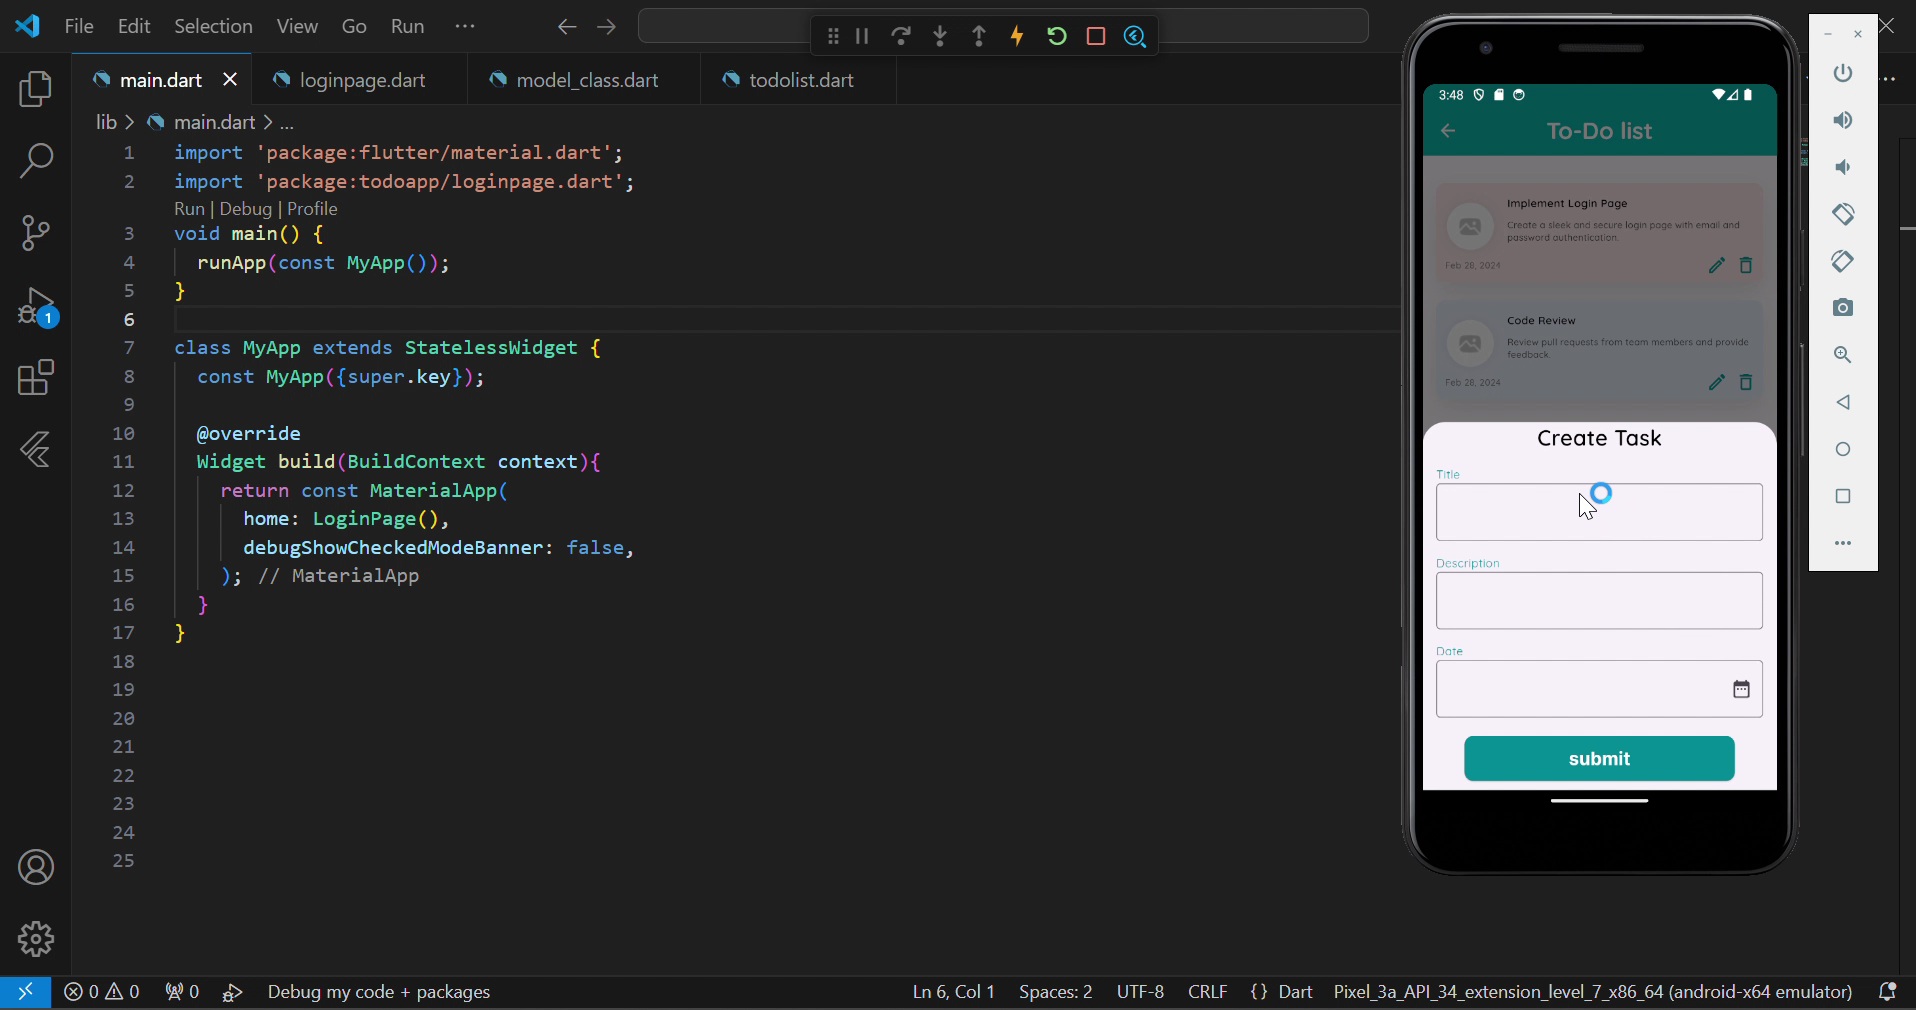 File Edit Selection View Go Run ...
main.dart
loginpage.dart
model_class.dart
todolist.dart
lib > main.dart > ...
1 import 'package:flutter/material.dart';
2 import 'package:todoapp/loginpage.dart';
Run | Debug | Profile
3 void main() {
4 runApp(const MyApp());
5 }
6
7 class MyApp extends StatelessWidget {
8 const MyApp({super.key});
9
10 @override
11 Widget build(BuildContext context){
12 return const MaterialApp(
13 home: LoginPage(),
14 debugShowCheckedModeBanner: false,
15 ); // MaterialApp
16 }
17 }
18
19
20
21
22
23
24
25
1
3:48
To-Do list
Implement Login Page
Create a sleek and secure login page with email and
password authentication.
Feb 28, 2024
Code Review
Review pull requests from team members and provide
feedback.
Feb 28, 2024
Create Task
Title
Description
Date
submit
0 0 0 Debug my code + packages
Ln 6, Col 1 Spaces: 2 UTF-8 CRLF {} Dart Pixel_3a_API_34_extension_level_7_x86_64 (android-x64 emulator)